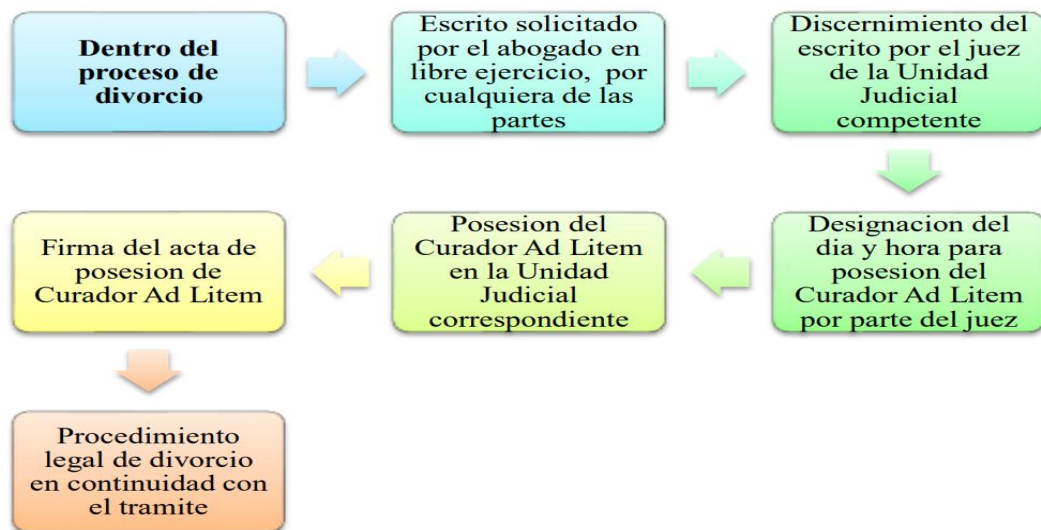 Dentro del
proceso de
divorcio
Escrito solicitado
por el abogado en
libre ejercicio, por
cualquiera de las
partes
Discernimiento del
escrito por el juez
de la Unidad
Judicial
competente
Designacion del
dia y hora para
posesion del
Curador Ad Litem
por parte del juez
Posesion del
Curador Ad Litem
en la Unidad
Judicial
correspondiente
Firma del acta de
posesion de
Curador Ad Litem
Procedimiento
legal de divorcio
en continuidad con
el tramite